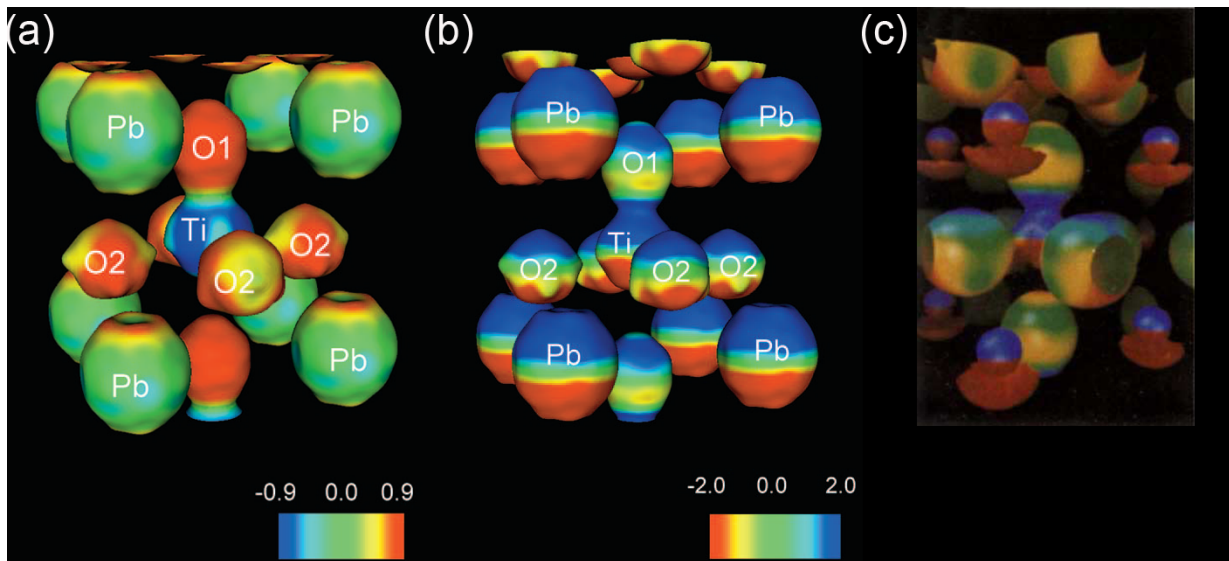 (a) (b) (c)
Pb O1 Pb
Ti
O2 O2
O2
Pb Pb
-0.9 0.0 0.9
Pb O1 Pb
Ti
O2 O2 O2
Pb Pb
-2.0 0.0 2.0